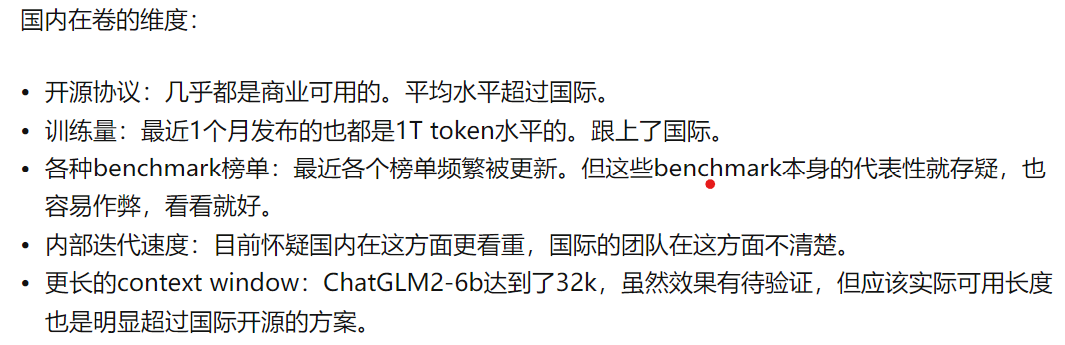 国内在卷的维度：
• 开源协议：几乎都是商业可用的。平均水平超过国际。
• 训练量：最近1个月发布的也都是1T token水平的。跟上了国际。
• 各种benchmark榜单：最近各个榜单频繁被更新。但这些benchmark本身的代表性就存疑，也
容易作弊，看看就好。
• 内部迭代速度：目前怀疑国内在这方面更看重，国际的团队在这方面不清楚。
• 更长的context window：ChatGLM2-6b达到了32k，虽然效果有待验证，但应该实际可用长度
也是明显超过国际开源的方案。